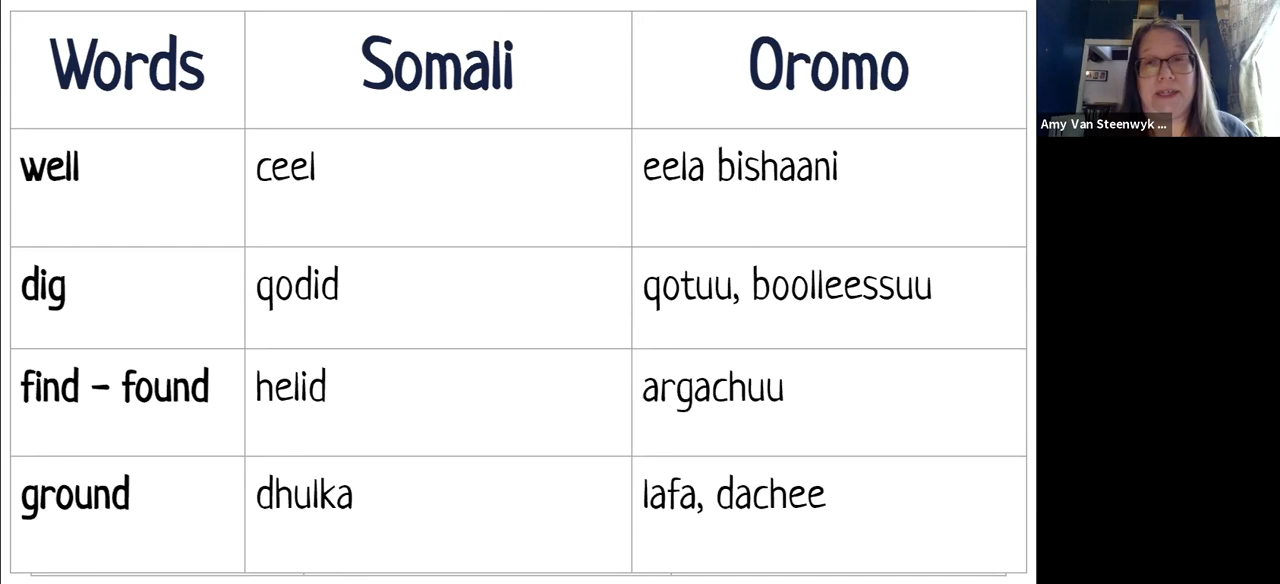 Words Somali Oromo
well ceel eela bishaani
dig qodid qotuu, boolleessuu
find – found helid argachuu
ground dhulka lafa, dachee
Amy Van Steenwyk ...